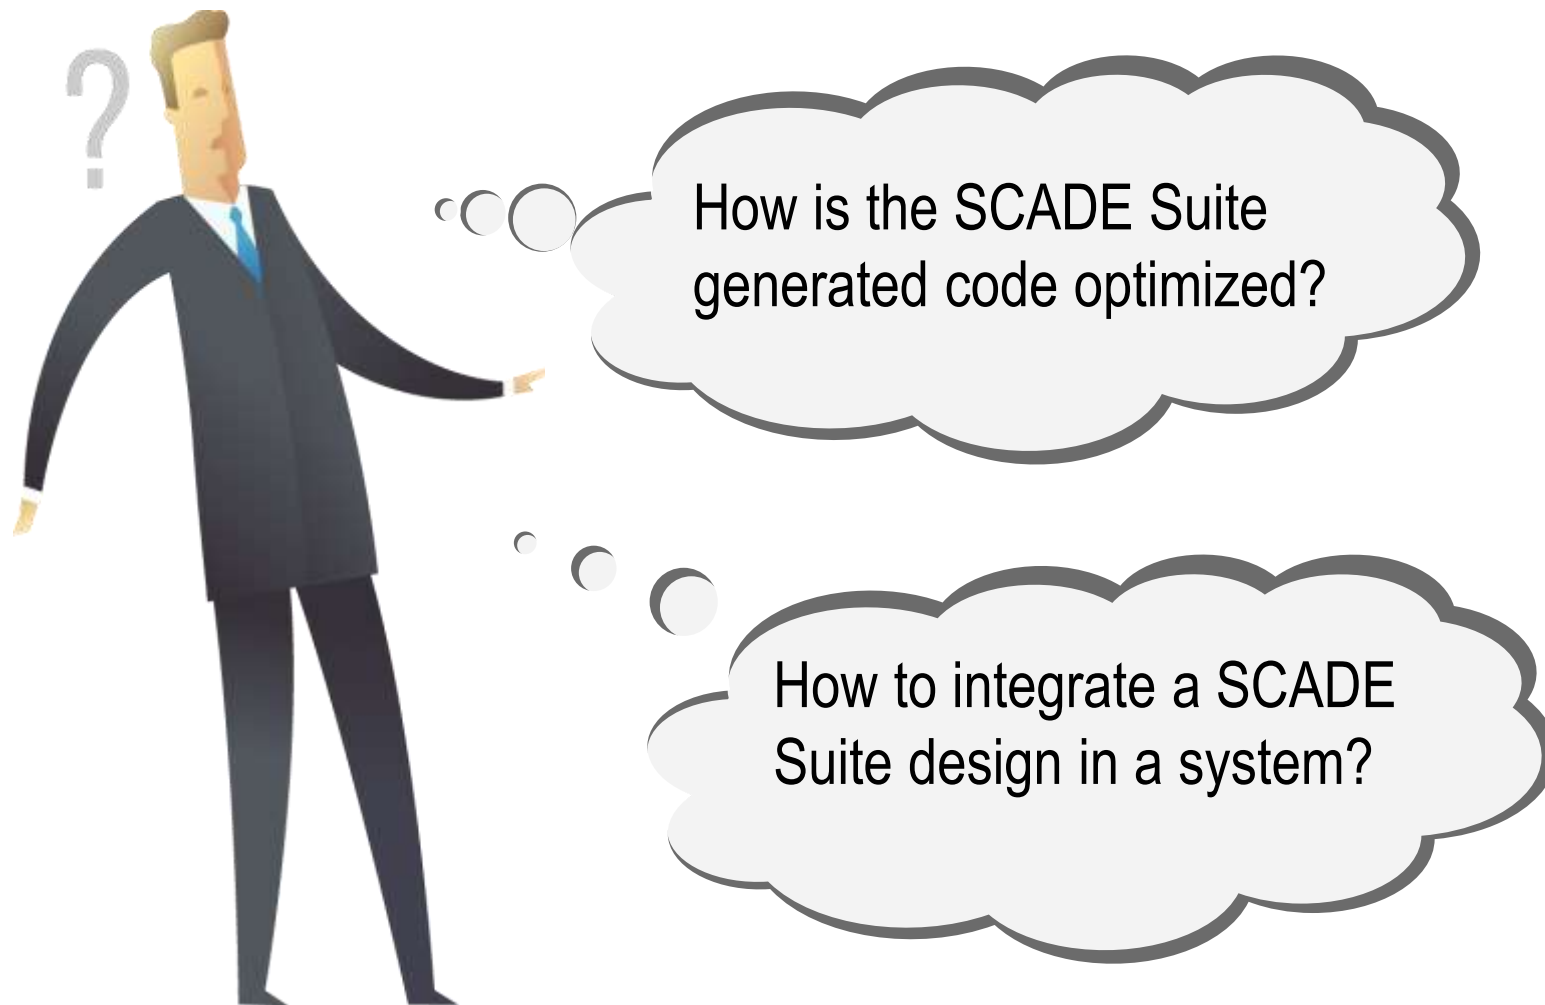 ?
How is the SCADE Suite
generated code optimized?
How to integrate a SCADE
Suite design in a system?